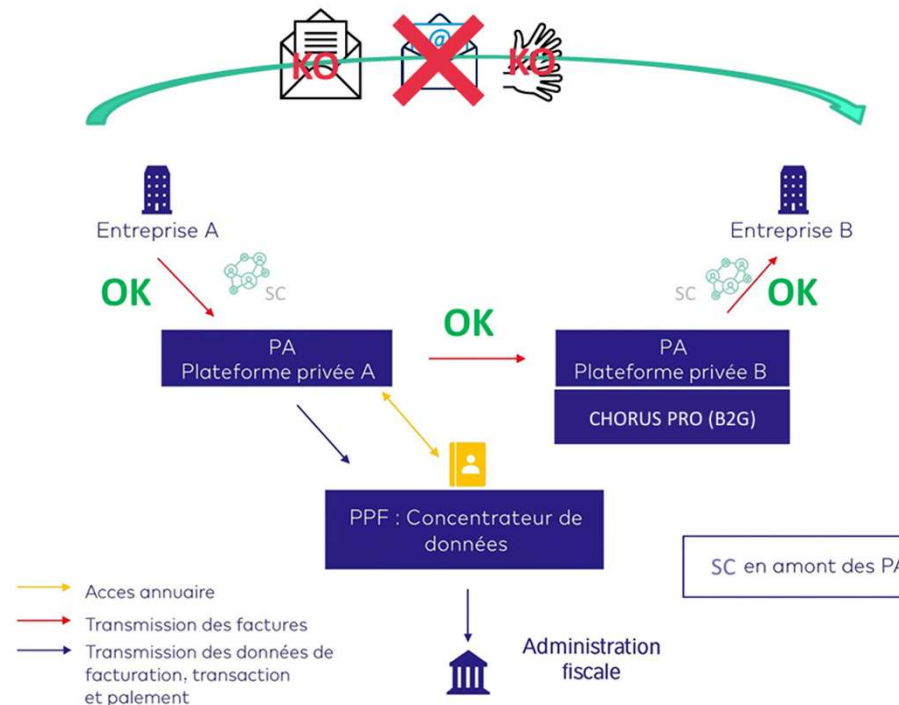 KO
@
KO
Entreprise A
Entreprise B
OK
SC
SC
OK
OK
PA
Plateforme privée A
PA
Plateforme privée B
CHORUS PRO (B2G)
PPF : Concentrateur de
données
SC en amont des PA
Acces annuaire
Transmission des factures
Transmission des données de
facturation, transaction
et palement
Administration
fiscale